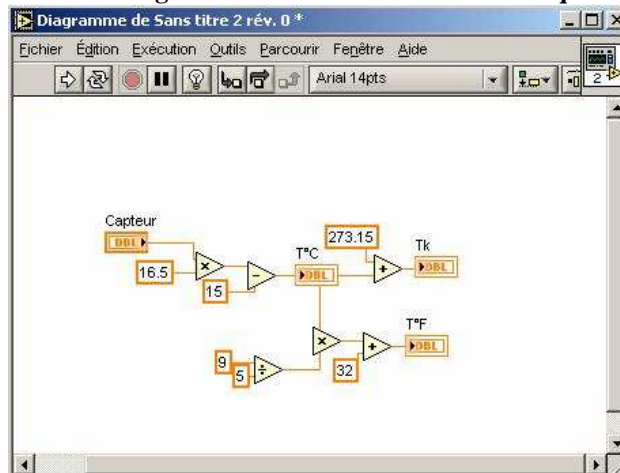 Diagramme de Sans titre 2 rév. 0 *
Fichier Édition Exécution Outils Parcourir Fenêtre Aide
Arial 14pts
2
Capteur
DBL
16.5
15
T°C
DBL
273.15
Tk
DBL
9
5
32
T°F
DBL